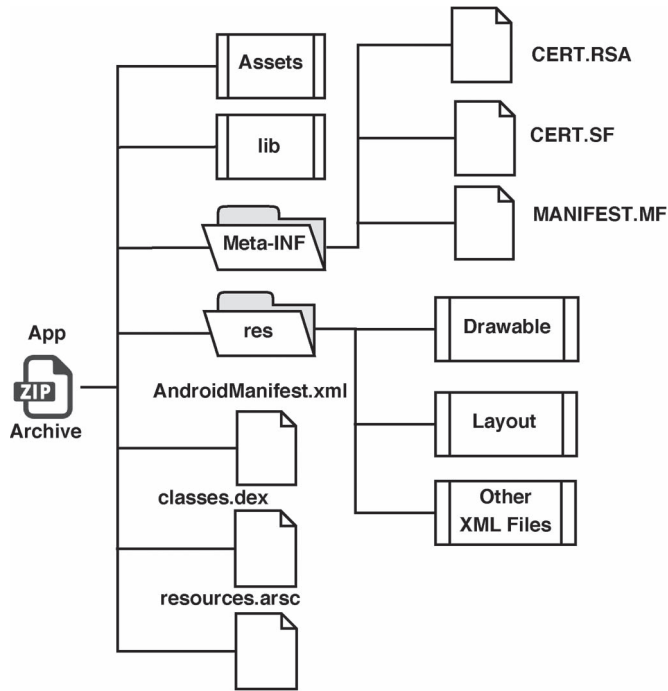 Assets
lib
Meta-INF
CERT.RSA
CERT.SF
MANIFEST.MF
res
Drawable
Layout
Other
XML Files
App
ZIP
Archive
AndroidManifest.xml
classes.dex
resources.arsc